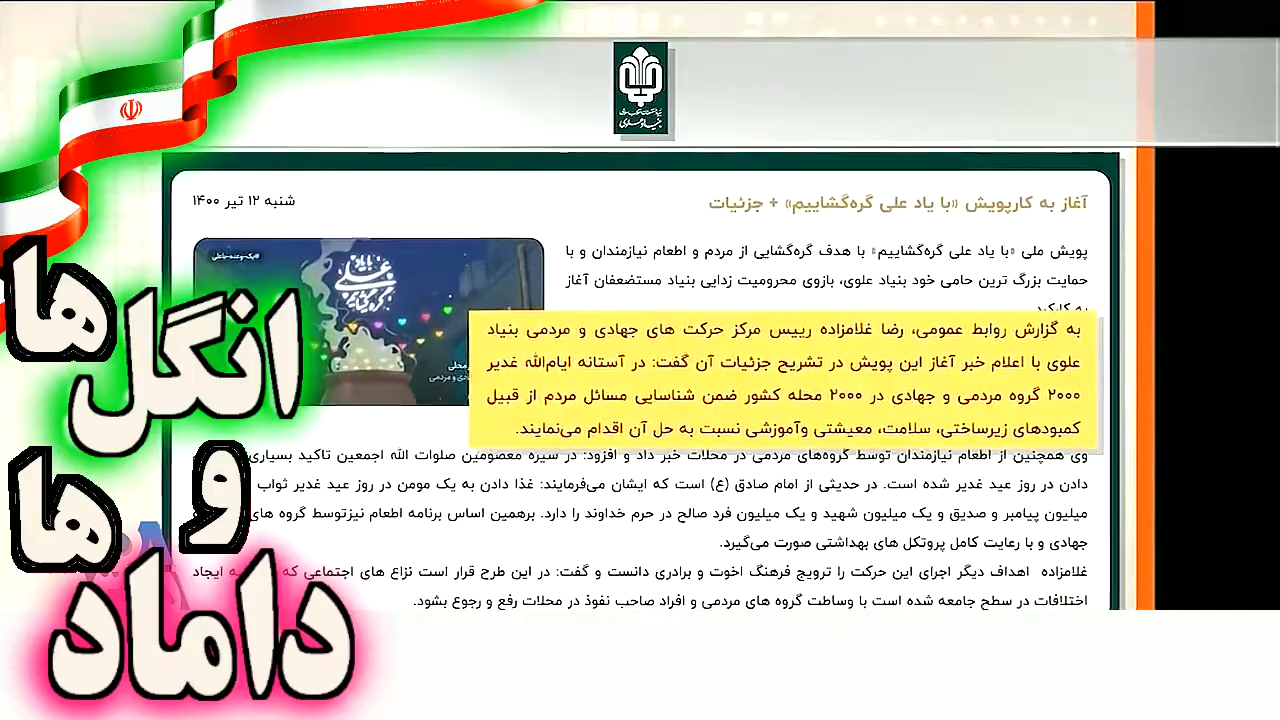 شنبه ۱۲ تیر ۱۴۰۰
آغاز به کارپویش «با یاد علی گره‌گشاییم» + جزئیات
پویش ملی «با یاد علی گره‌گشاییم» با هدف گره‌گشایی از مردم و اطعام نیازمندان و با
حمایت بزرگ ترین حامی خود بنیاد علوی، بازوی محرومیت زدایی بنیاد مستضعفان آغاز
به کار کرد.
به گزارش روابط عمومی، رضا غلامزاده رییس مرکز حرکت های جهادی و مردمی بنیاد
علوی با اعلام خبر آغاز این پویش در تشریح جزئیات آن گفت: در آستانه ایام‌الله غدیر
۲۰۰۰ گروه مردمی و جهادی در ۲۰۰۰ محله کشور ضمن شناسایی مسائل مردم از قبیل
کمبودهای زیرساختی، سلامت، معیشتی وآموزشی نسبت به حل آن اقدام می‌نمایند.
وی همچنین از اطعام نیازمندان توسط گروه‌های مردمی در محلات خبر داد و افزود: در سیره معصومین صلوات الله اجمعین تاکید بسیاری
دادن در روز عید غدیر شده است. در حدیثی از امام صادق (ع) است که ایشان می‌فرمایند: غذا دادن به یک مومن در روز عید غدیر ثواب
میلیون پیامبر و صدیق و یک میلیون شهید و یک میلیون فرد صالح در حرم خداوند را دارد. برهمین اساس برنامه اطعام نیزتوسط گروه های
جهادی و با رعایت کامل پروتکل های بهداشتی صورت می‌گیرد.
غلامزاده اهداف دیگر اجرای این حرکت را ترویج فرهنگ اخوت و برادری دانست و گفت: در این طرح قرار است نزاع های اجتماعی که ایجاد
اختلافات در سطح جامعه شده است با وساطت گروه های مردمی و افراد صاحب نفوذ در محلات رفع و رجوع بشود.
با یاد
علی
گره گشاییم
انگل ها
و
داماد ها